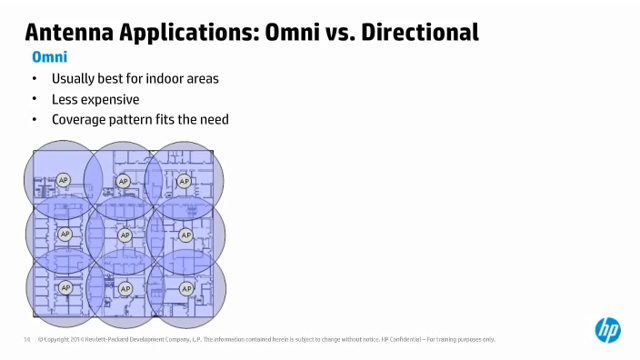 Antenna Applications: Omni vs. Directional
Omni
• Usually best for indoor areas
• Less expensive
• Coverage pattern fits the need
AP AP AP
AP AP AP
AP AP AP
hp
14 © Copyright 2014 Hewlett-Packard Development Company, L.P. The information contained herein is subject to change without notice. HP Confidential – For training purposes only.